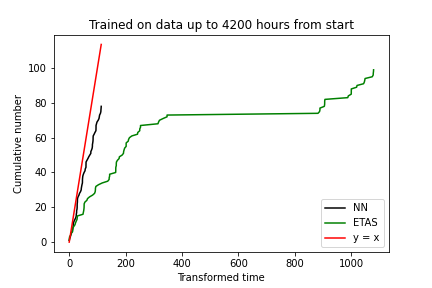 Trained on data up to 4200 hours from start
Cumulative number
100
80
60
40
20
0
0
200
400
600
800
1000
Transformed time
NN
ETAS
y = x